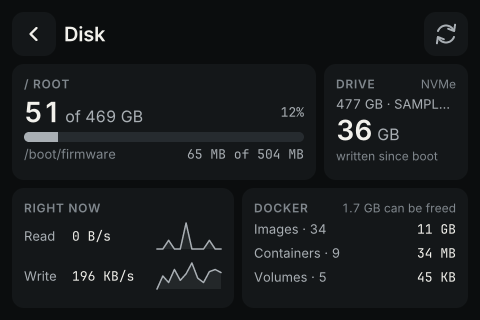 Disk
/ ROOT
51 of 469 GB
12%
/boot/firmware
65 MB of 504 MB
DRIVE
NVMe
477 GB · SAMPL...
36 GB
written since boot
RIGHT NOW
Read 0 B/s
Write 196 KB/s
DOCKER
1.7 GB can be freed
Images · 34
11 GB
Containers · 9
34 MB
Volumes · 5
45 KB